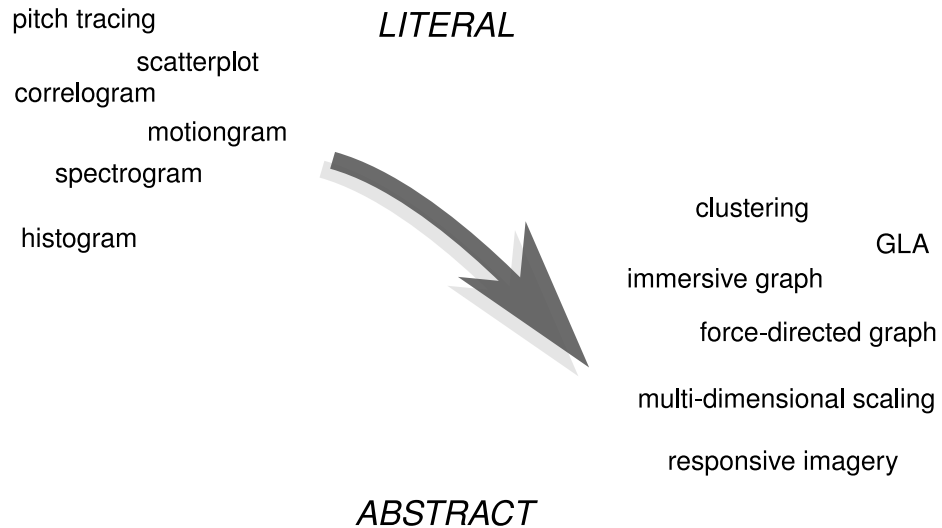 pitch tracing
LITERAL
scatterplot
correlogram
motiongram
spectrogram
histogram
clustering
GLA
immersive graph
force-directed graph
multi-dimensional scaling
responsive imagery
ABSTRACT